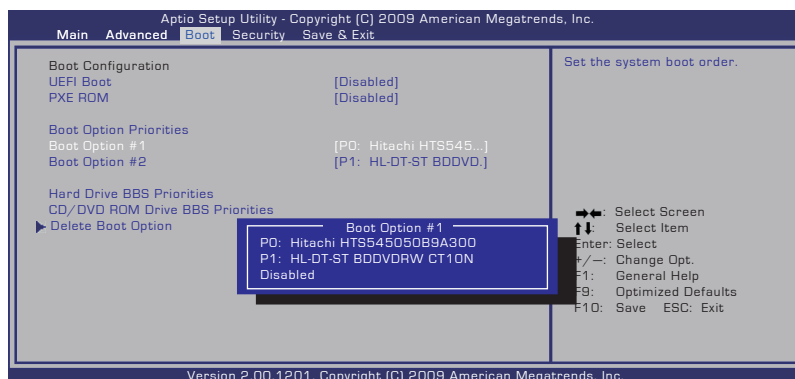 Aptio Setup Utility - Copyright (C) 2009 American Megatrends, Inc.
Main Advanced Boot Security Save & Exit
Boot Configuration
UEFI Boot [Disabled]
PXE ROM [Disabled]
Boot Option Priorities
Boot Option #1 [P0: Hitachi HTS545...]
Boot Option #2 [P1: HL-DT-ST BDDVD.]
Hard Drive BBS Priorities
CD/DVD ROM Drive BBS Priorities
Delete Boot Option
Boot Option #1
P0: Hitachi HTS545050B9A300
P1: HL-DT-ST BDDVDRW CT10N
Disabled
Set the system boot order.
→←: Select Screen
↑↓: Select Item
Enter: Select
+/—: Change Opt.
F1: General Help
F9: Optimized Defaults
F10: Save ESC: Exit
Version 2.00.1201. Copyright (C) 2009 American Megatrends, Inc.